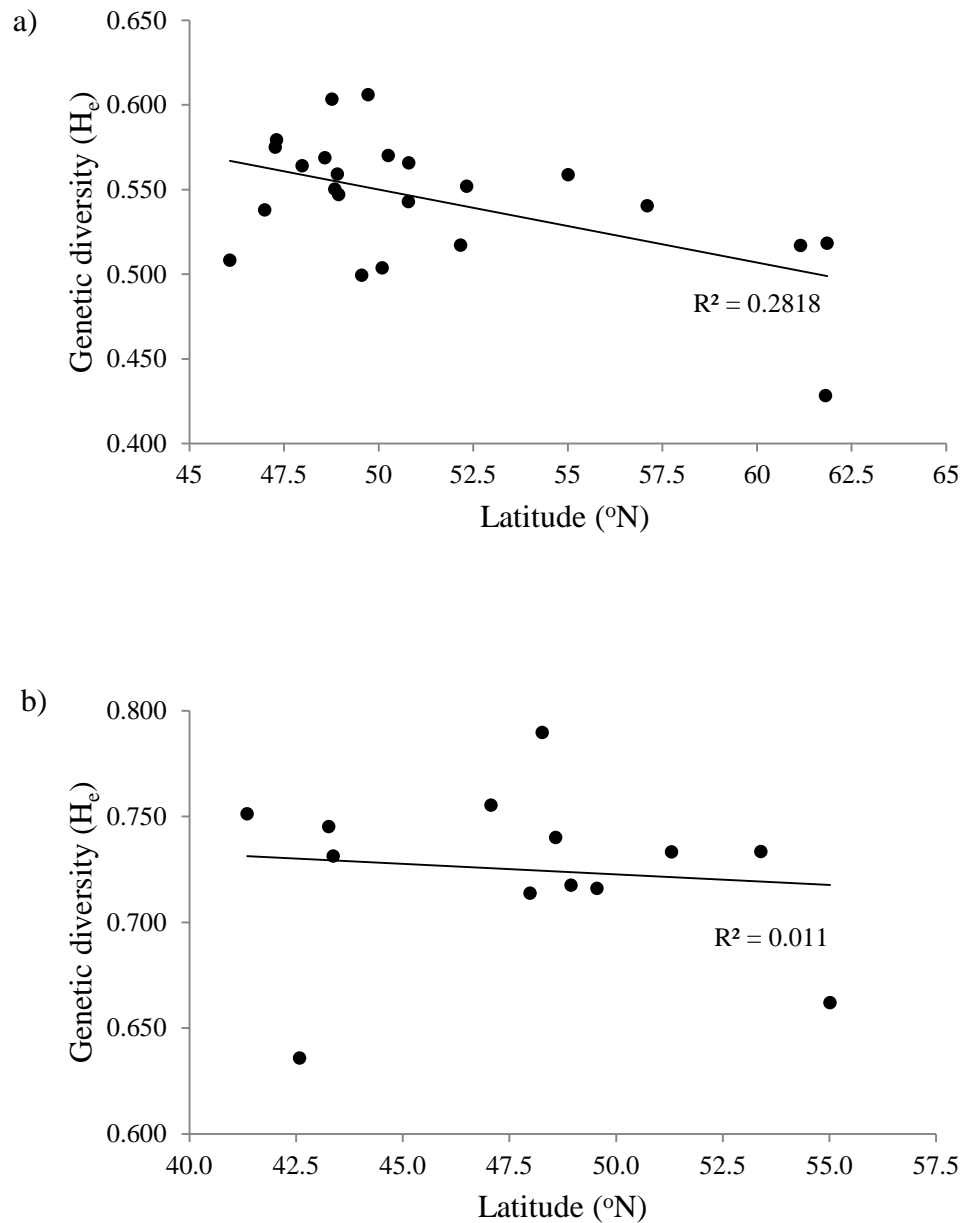 a)
Genetic diversity (Hₑ)
0.650
0.600
0.550
0.500
0.450
0.400
R² = 0.2818
45 47.5 50 52.5 55 57.5 60 62.5 65
Latitude (ᵒN)
b)
Genetic diversity (Hₑ)
0.800
0.750
0.700
0.650
0.600
R² = 0.011
40.0 42.5 45.0 47.5 50.0 52.5 55.0 57.5
Latitude (ᵒN)